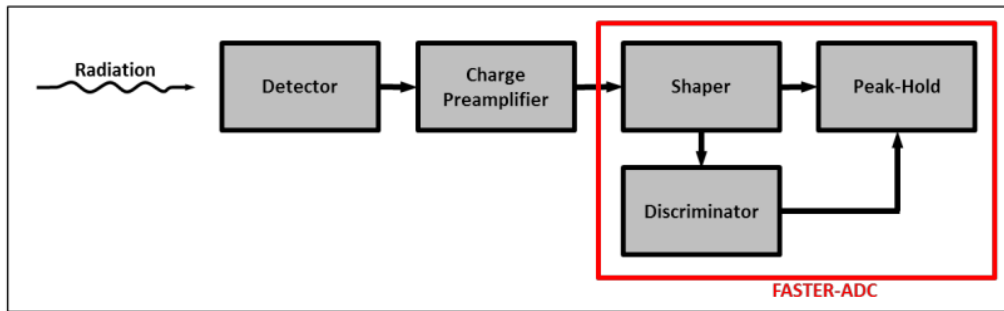 Radiation
Detector
Charge
Preamplifier
Shaper
Peak-Hold
Discriminator
FASTER-ADC